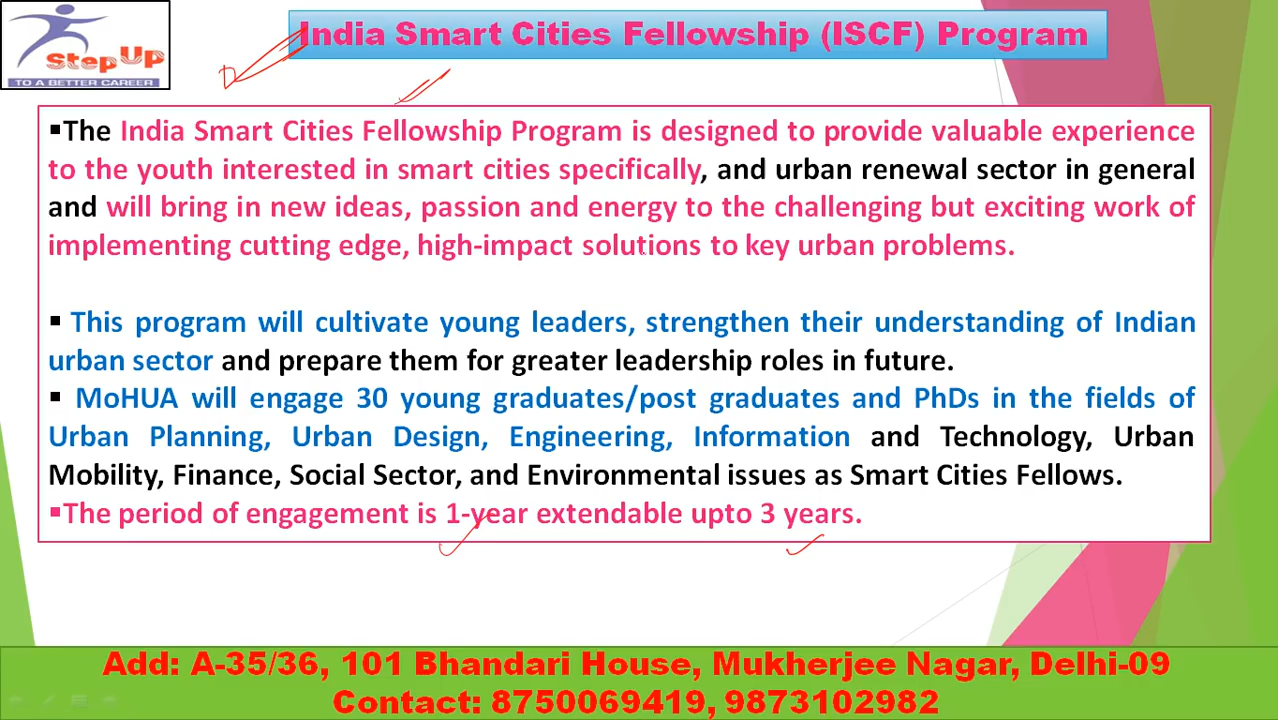 StepUp
TO A BETTER CAREER
India Smart Cities Fellowship (ISCF) Program
▪The India Smart Cities Fellowship Program is designed to provide valuable experience
to the youth interested in smart cities specifically, and urban renewal sector in general
and will bring in new ideas, passion and energy to the challenging but exciting work of
implementing cutting edge, high-impact solutions to key urban problems.
▪ This program will cultivate young leaders, strengthen their understanding of Indian
urban sector and prepare them for greater leadership roles in future.
▪ MoHUA will engage 30 young graduates/post graduates and PhDs in the fields of
Urban Planning, Urban Design, Engineering, Information and Technology, Urban
Mobility, Finance, Social Sector, and Environmental issues as Smart Cities Fellows.
▪The period of engagement is 1-year extendable upto 3 years.
Add: A-35/36, 101 Bhandari House, Mukherjee Nagar, Delhi-09
Contact: 8750069419, 9873102982